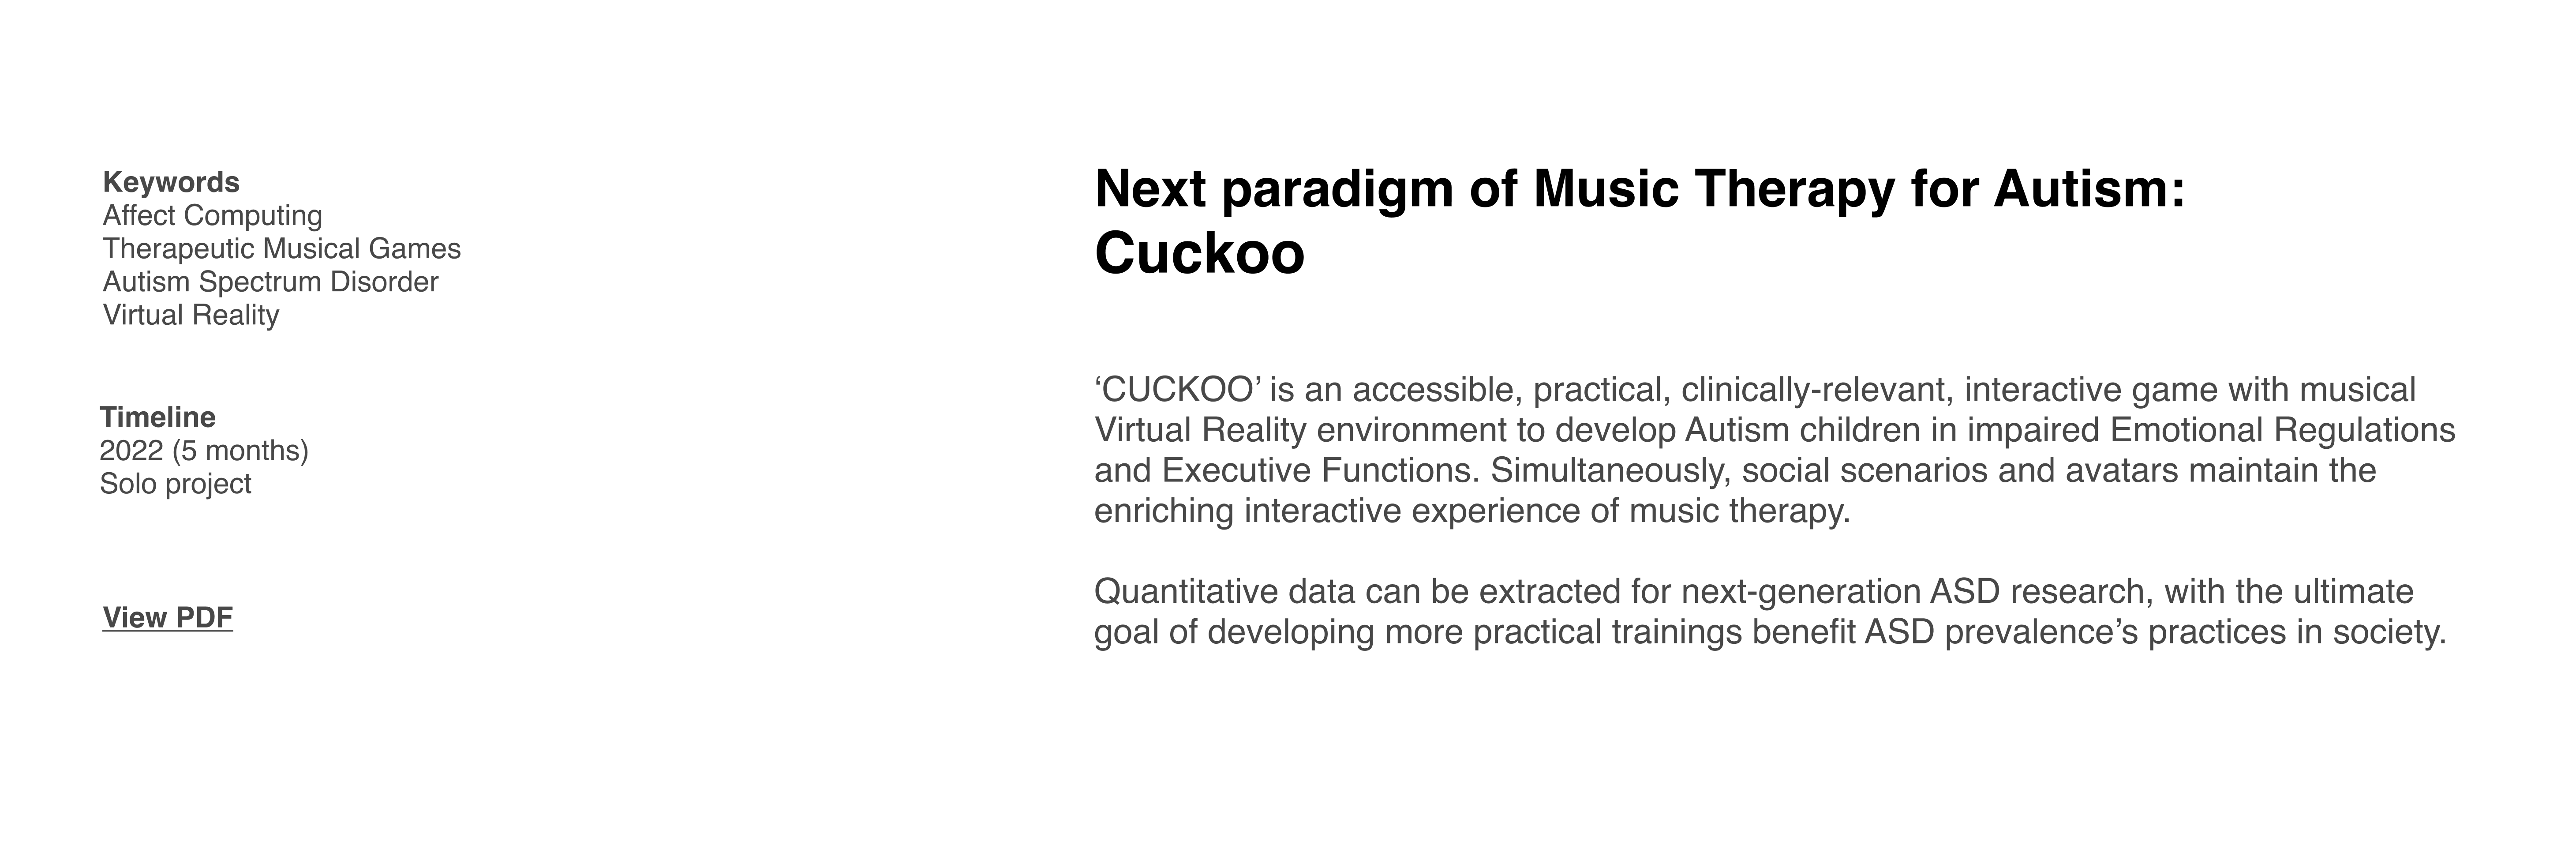 Keywords
Affect Computing
Therapeutic Musical Games
Autism Spectrum Disorder
Virtual Reality
Timeline
2022 (5 months)
Solo project
View PDF
Next paradigm of Music Therapy for Autism:
Cuckoo
‘CUCKOO’ is an accessible, practical, clinically-relevant, interactive game with musical
Virtual Reality environment to develop Autism children in impaired Emotional Regulations
and Executive Functions. Simultaneously, social scenarios and avatars maintain the
enriching interactive experience of music therapy.
Quantitative data can be extracted for next-generation ASD research, with the ultimate
goal of developing more practical trainings benefit ASD prevalence’s practices in society.